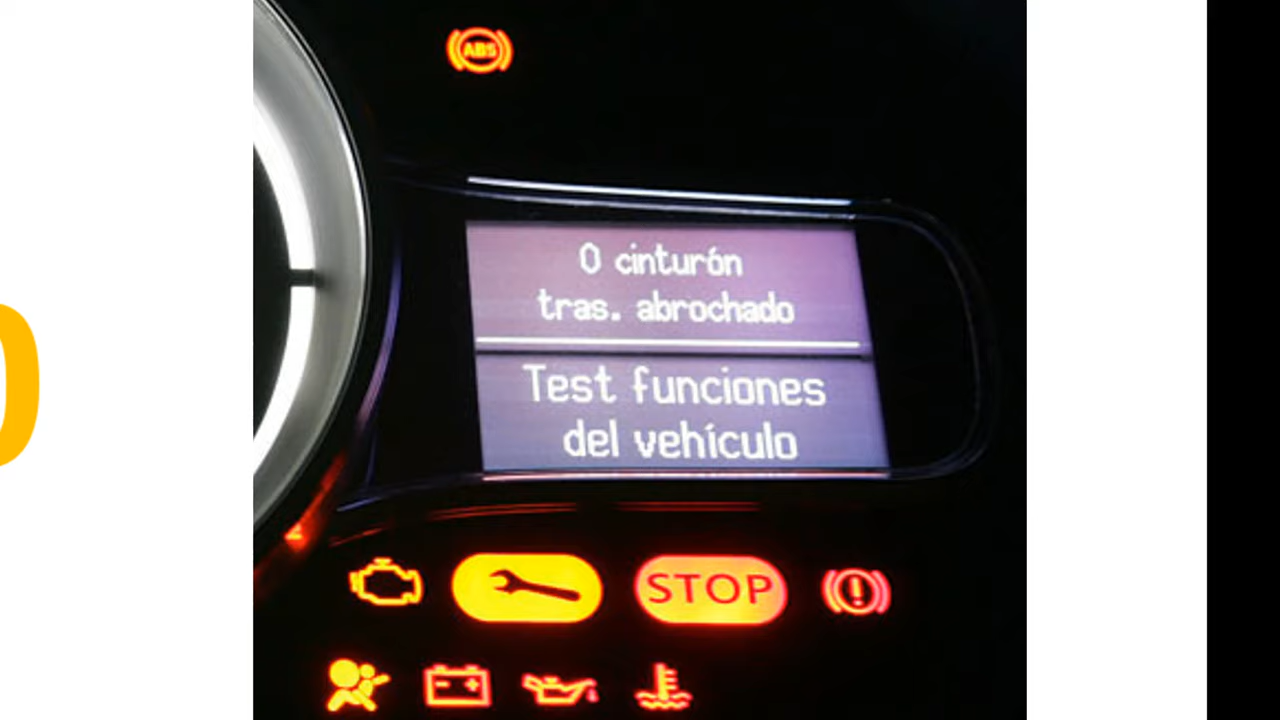 ABS
0 cinturón
tras. abrochado
Test funciones
del vehículo
STOP